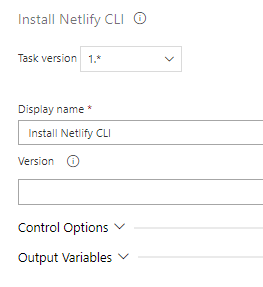 Install Netlify CLI
Task version 1.*
Display name *
Install Netlify CLI
Version
Control Options
Output Variables